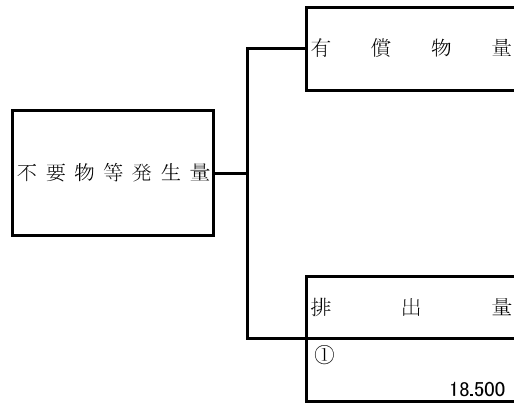 有償物量
不要物等発生量
排出量
①
18.500